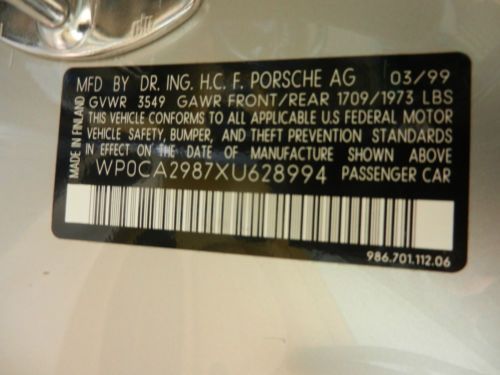 MFD BY DR. ING. H.C. F. PORSCHE AG 03/99
GVWR 3549 GAWR FRONT/REAR 1709/1973 LBS
THIS VEHICLE CONFORMS TO ALL APPLICABLE U.S FEDERAL MOTOR
VEHICLE SAFETY, BUMPER, AND THEFT PREVENTION STANDARDS
IN EFFECT ON THE DATE OF MANUFACTURE SHOWN ABOVE
WP0CA2987XU628994 PASSENGER CAR
MADE IN FINLAND
986.701.112.06